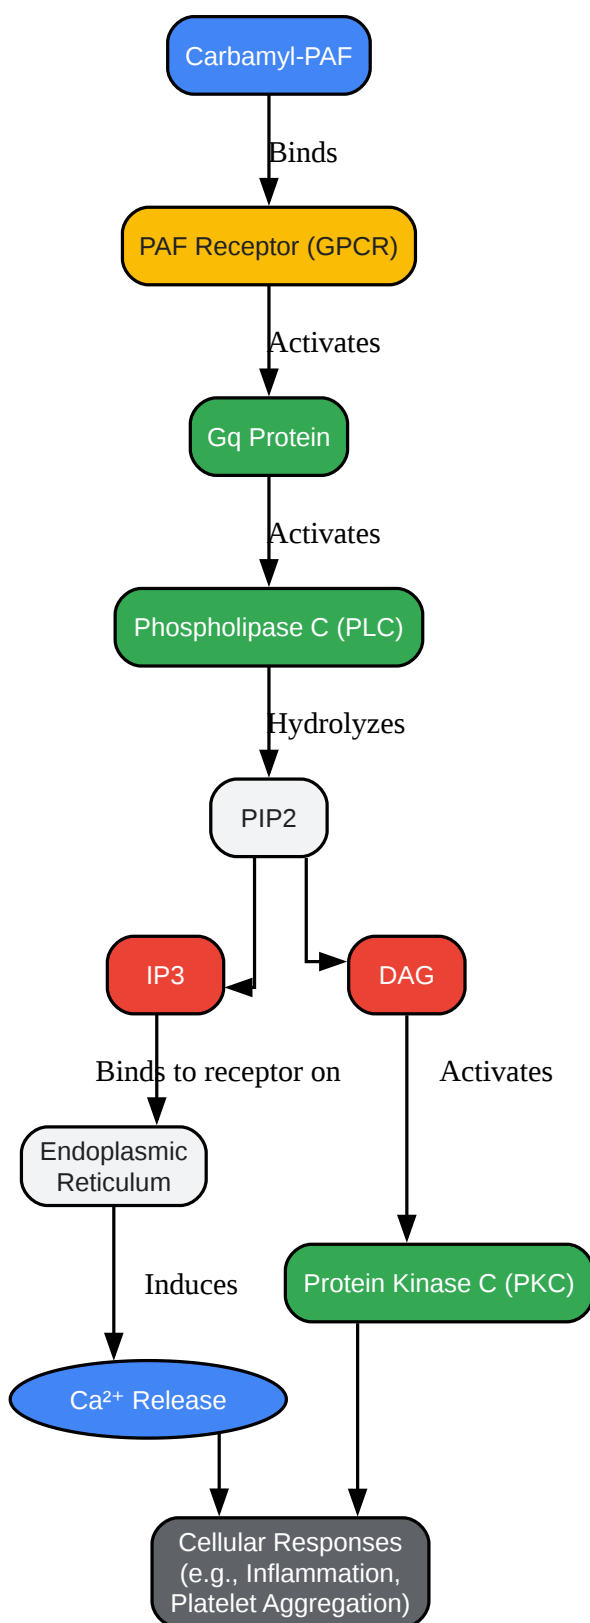 Carbamyl-PAF
Binds
PAF Receptor (GPCR)
Activates
Gq Protein
Activates
Phospholipase C (PLC)
Hydrolyzes
PIP2
IP3
DAG
Binds to receptor on
Activates
Endoplasmic
Reticulum
Induces
Protein Kinase C (PKC)
Ca²⁺ Release
Cellular Responses
(e.g., Inflammation,
Platelet Aggregation)